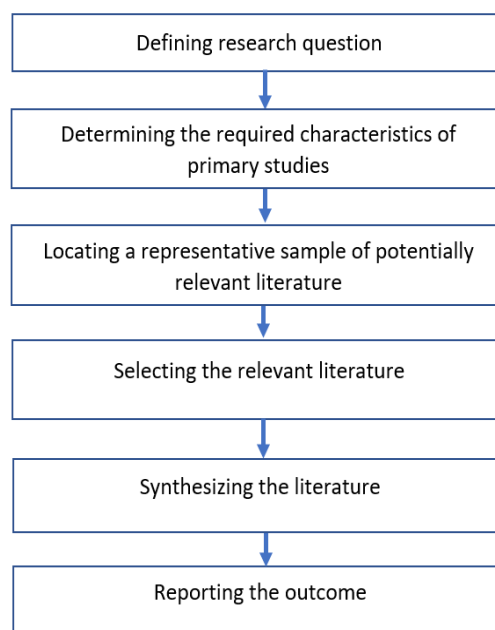 Defining research question
Determining the required characteristics of
primary studies
Locating a representative sample of potentially
relevant literature
Selecting the relevant literature
Synthesizing the literature
Reporting the outcome